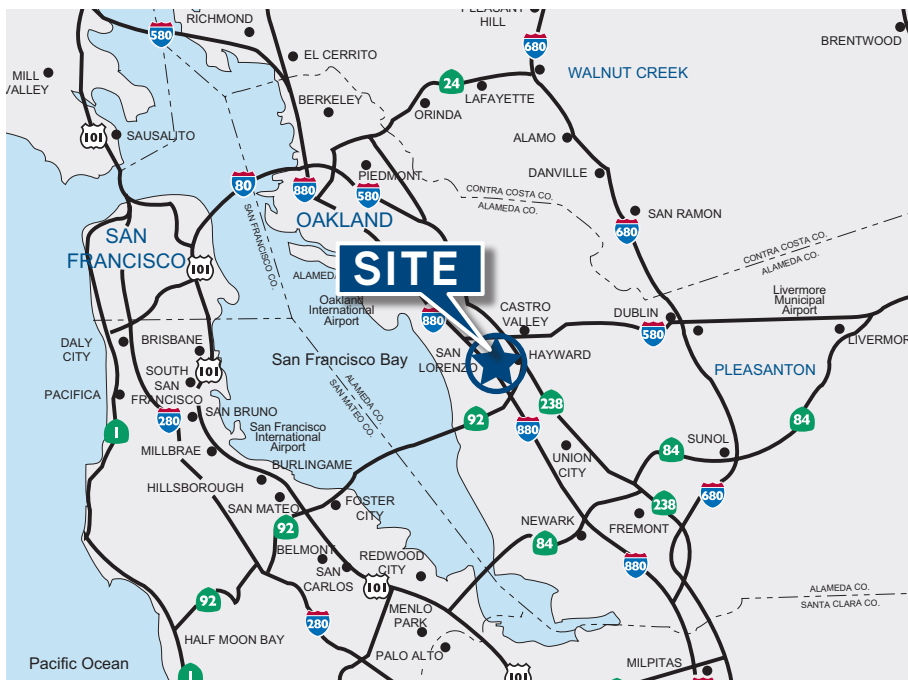 PLEASANT
HILL
RICHMOND
580
680
BRENTWOOD
EL CERRITO
MILL
VALLEY
WALNUT CREEK
24
LAFAYETTE
BERKELEY
ORINDA
101
SAUSALITO
ALAMO
PIEDMONT
DANVILLE
80
880
580
CONTRA COSTA CO.
ALAMEDA CO.
SAN RAMON
SAN FRANCISCO CO.
OAKLAND
680
SAN
FRANCISCO
SITE
CONTRA COSTA CO.
ALAMEDA CO.
101
ALAMEDA
Oakland
International
Airport
Livermore
Municipal
Airport
880
CASTRO
VALLEY
DUBLIN
580
DALY
CITY
BRISBANE
LIVERMOR
San Francisco Bay
SAN
LORENZO
HAYWARD
SOUTH
SAN
FRANCISCO
101
PLEASANTON
PACIFICA
ALAMEDA CO.
SAN MATEO CO.
238
SAN BRUNO
280
92
84
1
San Francisco
International
Airport
880
MILLBRAE
SUNOL
84
UNION
CITY
BURLINGAME
HILLSBOROUGH
680
SAN MATEO
FOSTER
CITY
238
92
NEWARK
FREMONT
84
BELMONT
REDWOOD
CITY
SAN
CARLOS
880
101
92
ALAMEDA CO.
SANTA CLARA CO.
MENLO
PARK
280
HALF MOON BAY
PALO ALTO
Pacific Ocean
MILPITAS
1
101